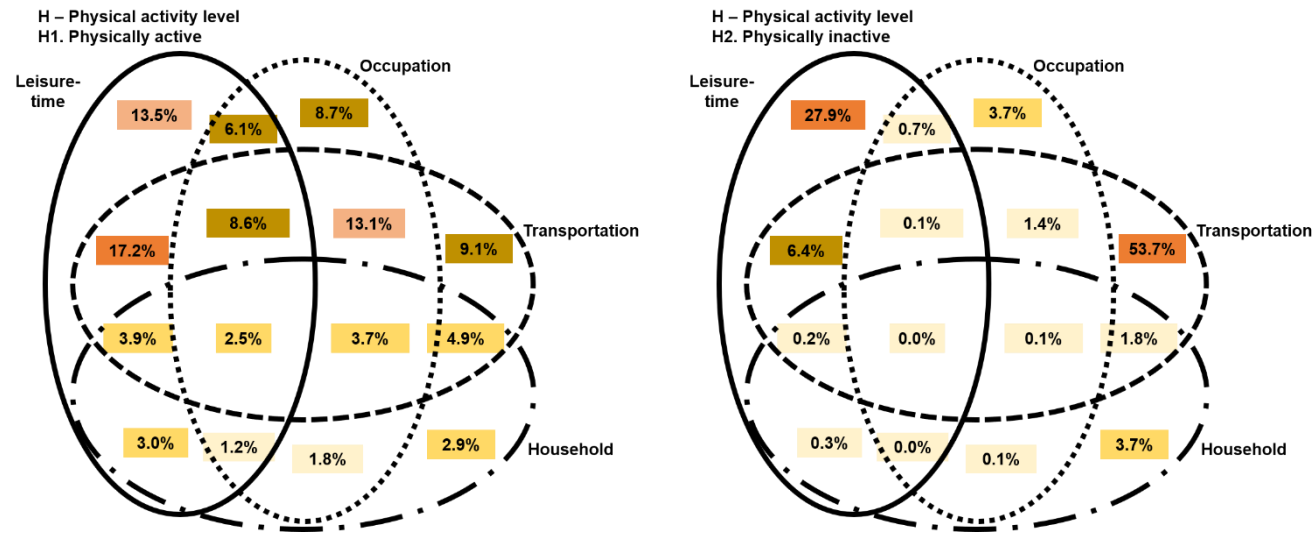 H – Physical activity level
H1. Physically active
Leisure-
time
Occupation
13.5%
6.1%
8.7%
8.6%
13.1%
Transportation
17.2%
9.1%
3.9%
2.5%
3.7%
4.9%
3.0%
1.2%
1.8%
2.9%
Household
H – Physical activity level
H2. Physically inactive
Leisure-
time
Occupation
27.9%
0.7%
3.7%
0.1%
1.4%
Transportation
6.4%
53.7%
0.2%
0.0%
0.1%
1.8%
0.3%
0.0%
0.1%
3.7%
Household